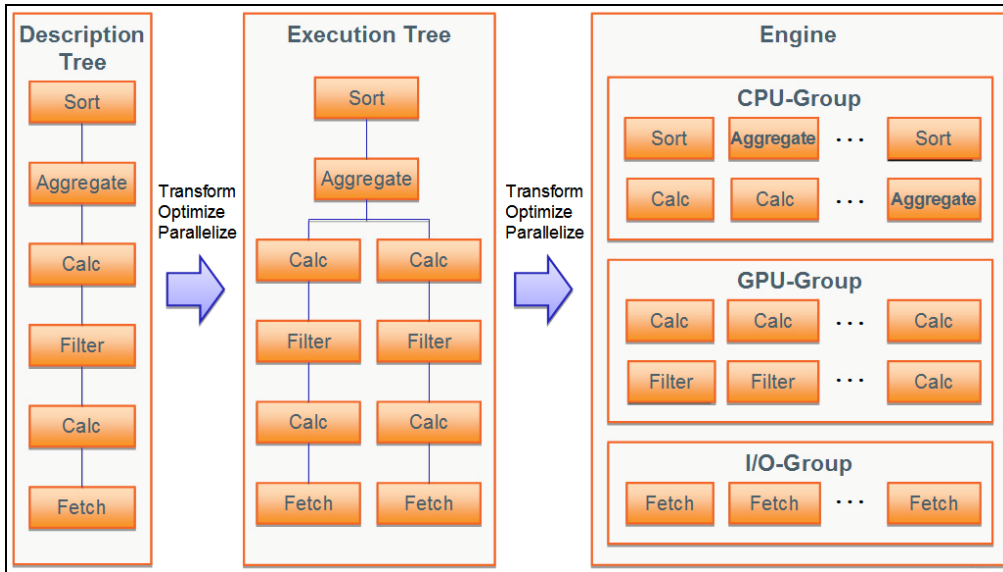 Description
Tree
Sort
Aggregate
Calc
Filter
Calc
Fetch
Transform
Optimize
Parallelize
Execution Tree
Sort
Aggregate
Calc Calc
Filter Filter
Calc Calc
Fetch Fetch
Transform
Optimize
Parallelize
Engine
CPU-Group
Sort Aggregate ... Sort
Calc Calc ... Aggregate
GPU-Group
Calc Calc ... Calc
Filter Filter ... Calc
I/O-Group
Fetch Fetch ... Fetch